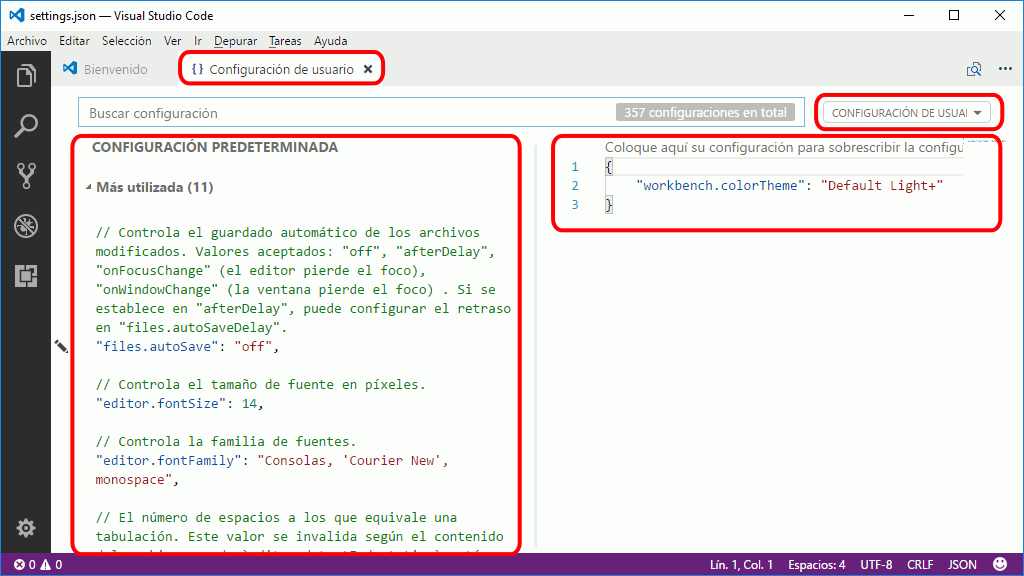 settings.json — Visual Studio Code
Archivo Editar Selección Ver Ir Depurar Tareas Ayuda
Bienvenido
{ } Configuración de usuario
Buscar configuración
357 configuraciones en total
CONFIGURACIÓN DE USUAI
CONFIGURACIÓN PREDETERMINADA
Más utilizada (11)
// Controla el guardado automático de los archivos
modificados. Valores aceptados: "off", "afterDelay",
"onFocusChange" (el editor pierde el foco),
"onWindowChange" (la ventana pierde el foco) . Si se
establece en "afterDelay", puede configurar el retraso
en "files.autoSaveDelay".
"files.autoSave": "off",
// Controla el tamaño de fuente en píxeles.
"editor.fontSize": 14,
// Controla la familia de fuentes.
"editor.fontFamily": "Consolas, 'Courier New',
monospace",
// El número de espacios a los que equivale una
tabulación. Este valor se invalida según el contenido
Coloque aquí su configuración para sobrescribir la configu
1 {
2 "workbench.colorTheme": "Default Light+"
3 }
0 0
Lín. 1, Col. 1 Espacios: 4 UTF-8 CRLF JSON